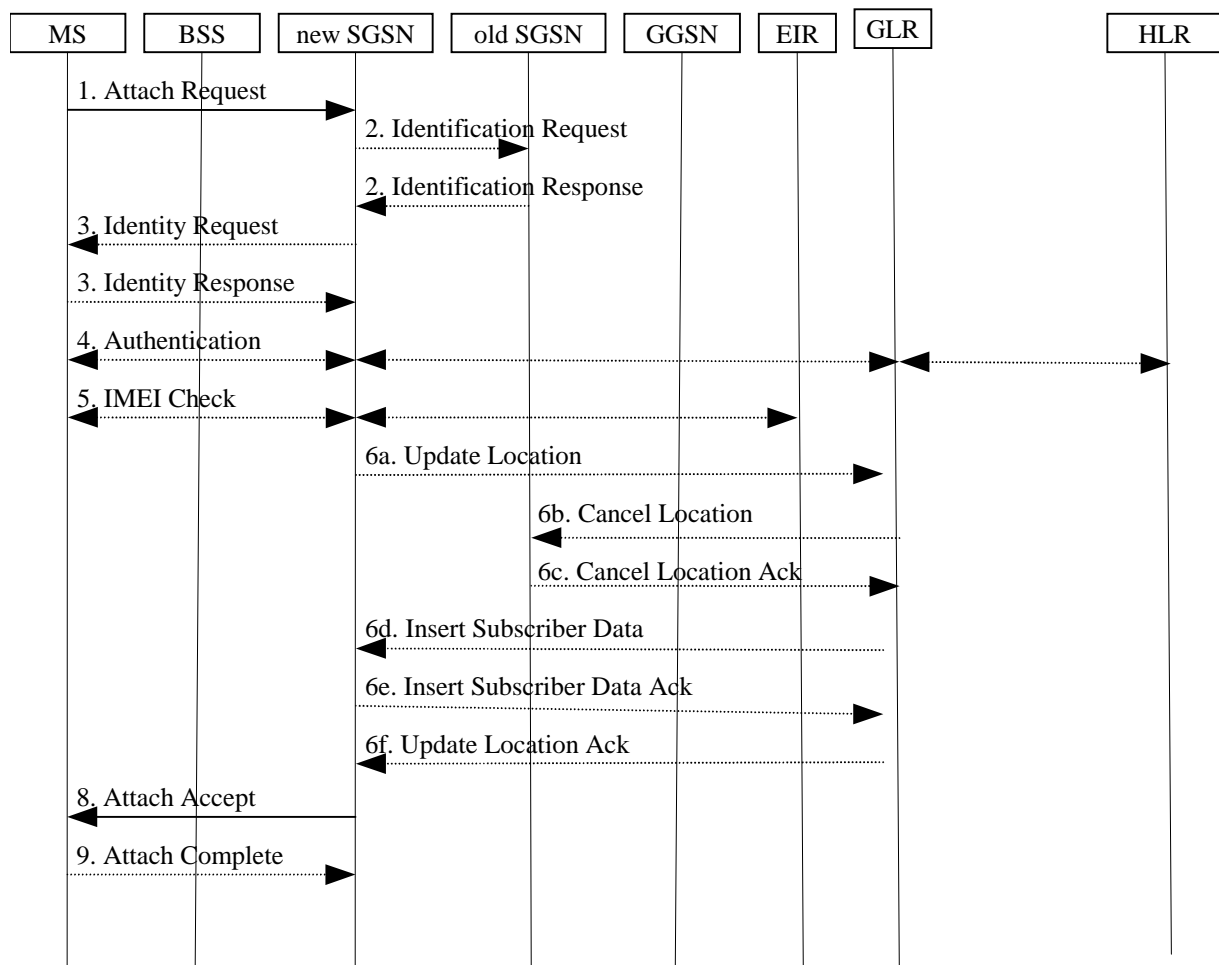 MS
BSS
new SGSN
old SGSN
GGSN
EIR
GLR
HLR
1. Attach Request
2. Identification Request
2. Identification Response
3. Identity Request
3. Identity Response
4. Authentication
5. IMEI Check
6a. Update Location
6b. Cancel Location
6c. Cancel Location Ack
6d. Insert Subscriber Data
6e. Insert Subscriber Data Ack
6f. Update Location Ack
8. Attach Accept
9. Attach Complete